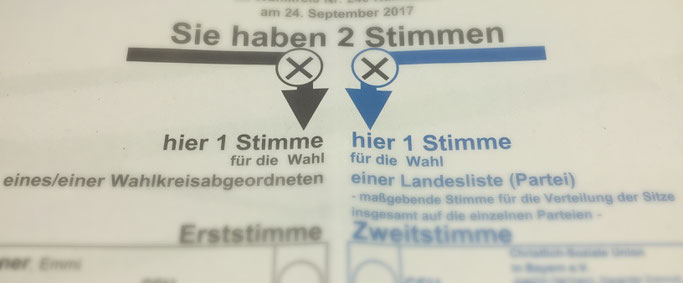 am 24. September 2017
Sie haben 2 Stimmen
hier 1 Stimme
für die Wahl
eines/einer Wahlkreisabgeordneten
hier 1 Stimme
für die Wahl
einer Landesliste (Partei)
- maßgebende Stimme für die Verteilung der Sitze
insgesamt auf die einzelnen Parteien -
Erststimme
Zweitstimme
Emmi
Christlich-Soziale Union
in Bayern e.V.
CSU